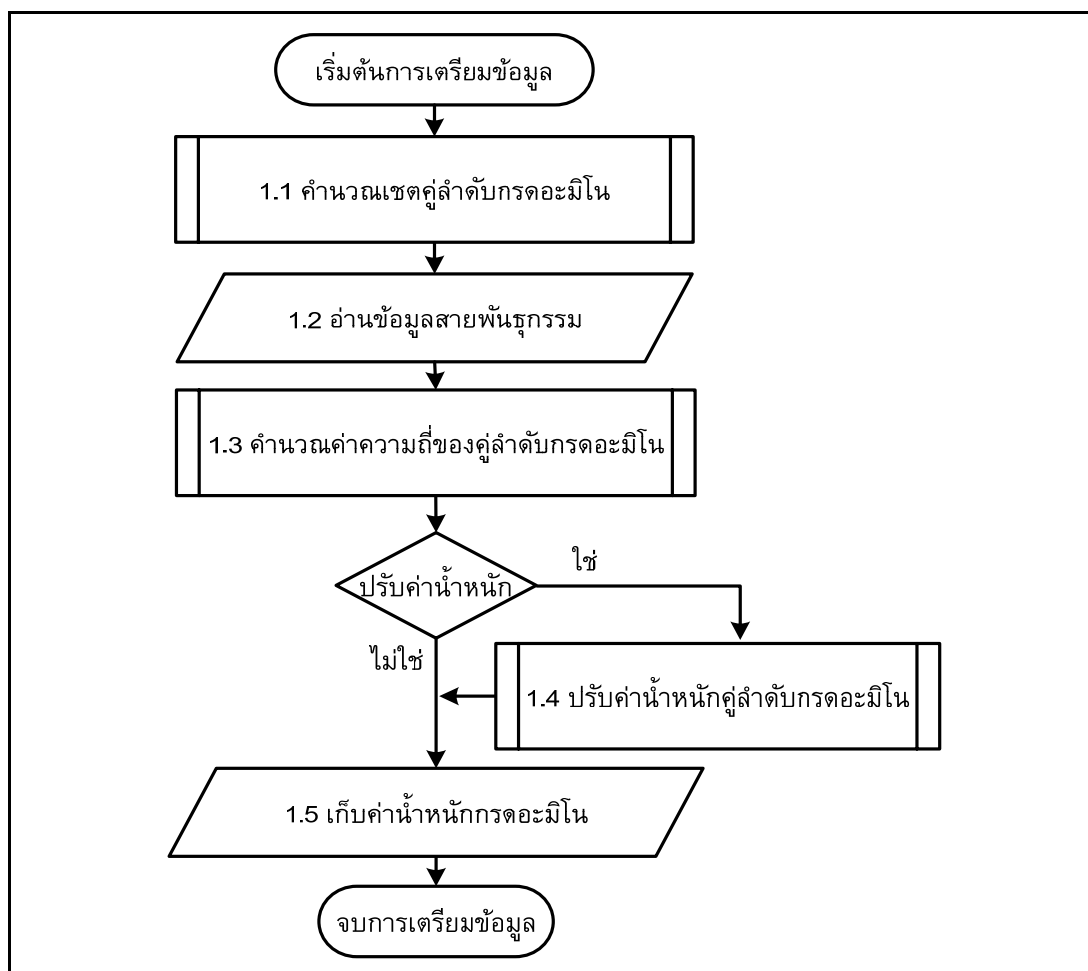 เริ่มต้นการเตรียมข้อมูล
1.1 คำนวณเซตคู่ลำดับกรดอะมิโน
1.2 อ่านข้อมูลสายพันธุกรรม
1.3 คำนวณค่าความถี่ของคู่ลำดับกรดอะมิโน
ปรับค่าน้ำหนัก
ใช่
ไม่ใช่
1.4 ปรับค่าน้ำหนักคู่ลำดับกรดอะมิโน
1.5 เก็บค่าน้ำหนักกรดอะมิโน
จบการเตรียมข้อมูล